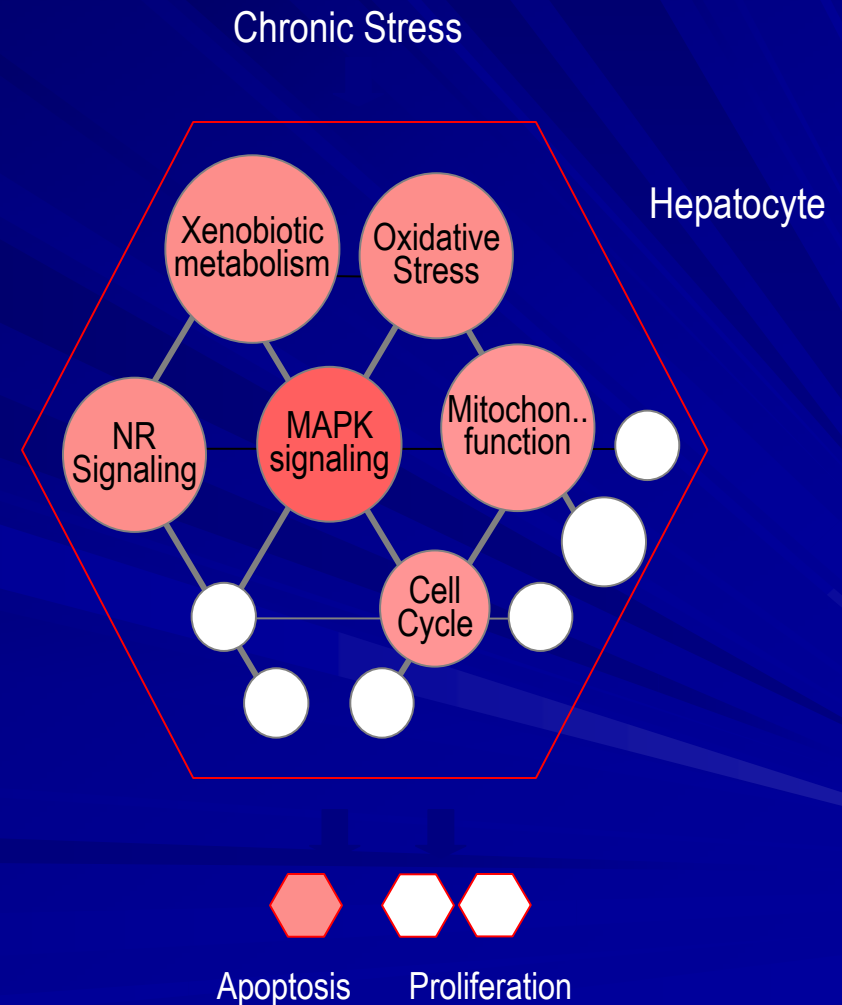 Chronic Stress
Hepatocyte
Xenobiotic
metabolism
Oxidative
Stress
NR
Signaling
MAPK
signaling
Mitochon..
function
Cell
Cycle
Apoptosis
Proliferation